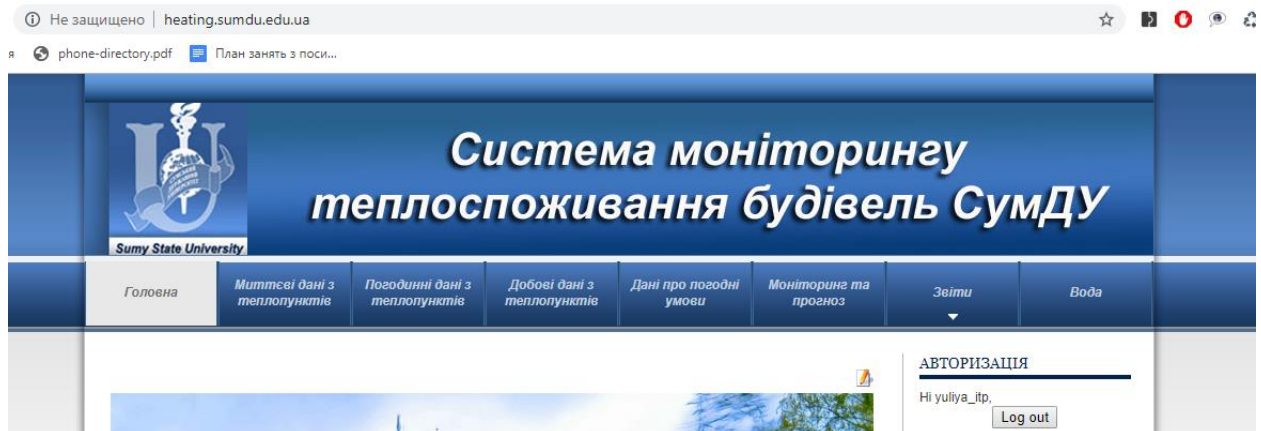 Не защищено | heating.sumdu.edu.ua
я phone-directory.pdf План занять з поси...
Система моніторингу
теплоспоживання будівель СумДУ
Sumy State University
Головна
Миттєві дані з
теплопунктів
Погодинні дані з
теплопунктів
Добові дані з
теплопунктів
Дані про погодні
умови
Моніторинг та
прогноз
Звіти
Вода
АВТОРИЗАЦІЯ
Hi yuliya_itp,
Log out